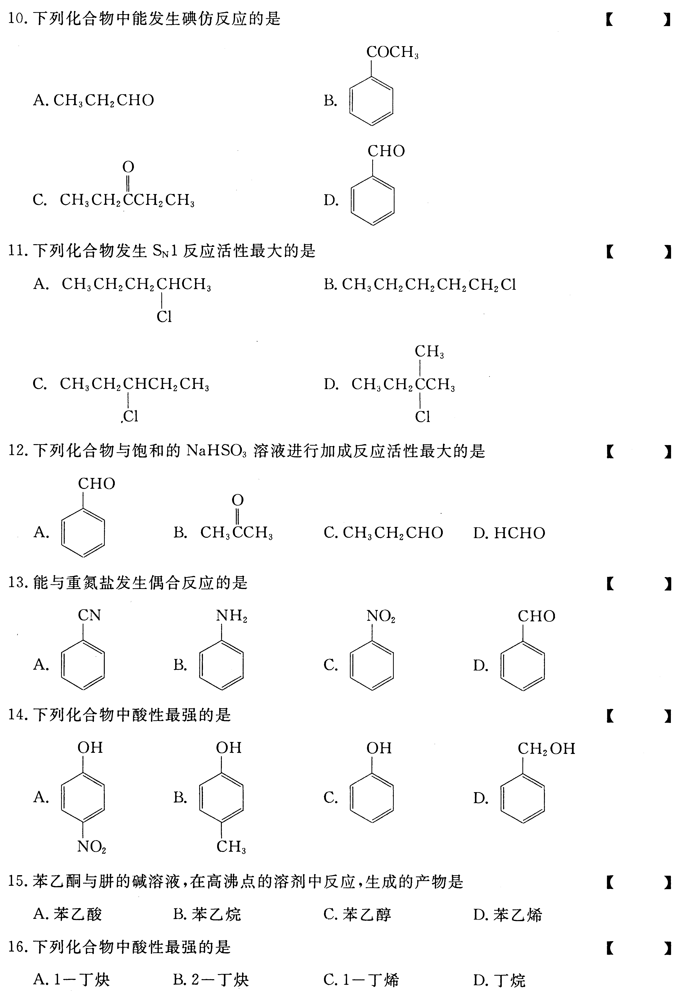 10. 下列化合物中能发生碘仿反应的是 【 】
COCH₃
A. CH₃CH₂CHO B.
CHO
O
C. CH₃CH₂CCH₂CH₃ D.
11. 下列化合物发生 S_N1 反应活性最大的是 【 】
A. CH₃CH₂CH₂CHCH₃ B. CH₃CH₂CH₂CH₂CH₂Cl
Cl
CH₃
C. CH₃CH₂CHCH₂CH₃ D. CH₃CH₂CCH₃
Cl Cl
12. 下列化合物与饱和的 NaHSO₃ 溶液进行加成反应活性最大的是 【 】
CHO
O
A. B. CH₃CCH₃ C. CH₃CH₂CHO D. HCHO
13. 能与重氮盐发生偶合反应的是 【 】
CN NH₂ NO₂ CHO
A. B. C. D.
14. 下列化合物中酸性最强的是 【 】
OH OH OH CH₂OH
A. B. C. D.
NO₂ CH₃
15. 苯乙酮与肼的碱溶液,在高沸点的溶剂中反应,生成的产物是 【 】
A. 苯乙酸 B. 苯乙烷 C. 苯乙醇 D. 苯乙烯
16. 下列化合物中酸性最强的是 【 】
A. 1—丁炔 B. 2—丁炔 C. 1—丁烯 D. 丁烷